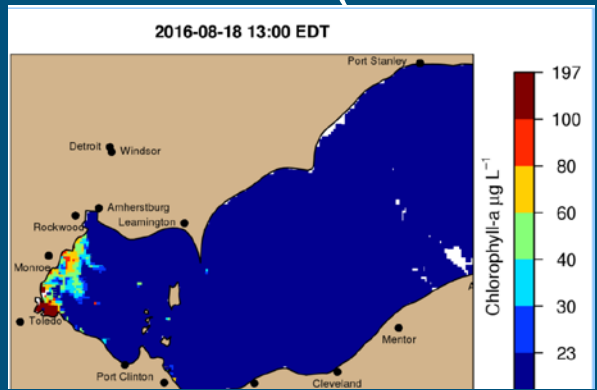 2016-08-18 13:00 EDT
Port Stanley
Detroit
Windsor
Amherstburg
Rockwood
Leamington
Monroe
Toledo
Mentor
Port Clinton
Cleveland
A
Chlorophyll-a µg L⁻¹
197
100
80
60
40
30
23